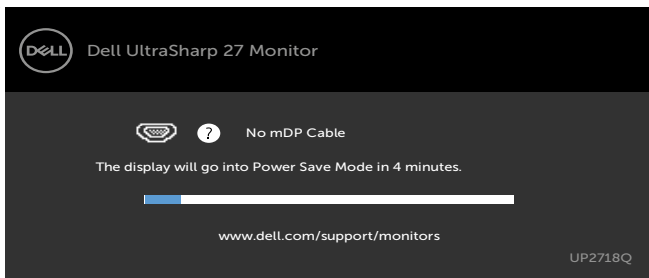 DELL Dell UltraSharp 27 Monitor
? No mDP Cable
The display will go into Power Save Mode in 4 minutes.
www.dell.com/support/monitors
UP2718Q